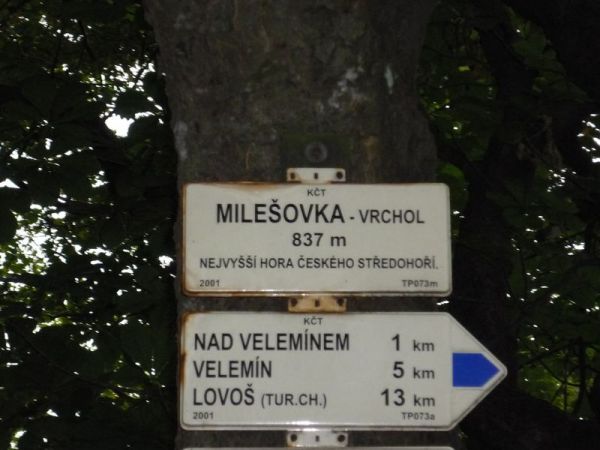 KČT
MILEŠOVKA - VRCHOL
837 m
NEJVYŠŠÍ HORA ČESKÉHO STŘEDOHOŘÍ.
2001 TP073m
KČT
NAD VELEMÍNEM 1 km
VELEMÍN 5 km
LOVOŠ (TUR.CH.) 13 km
2001 TP073a